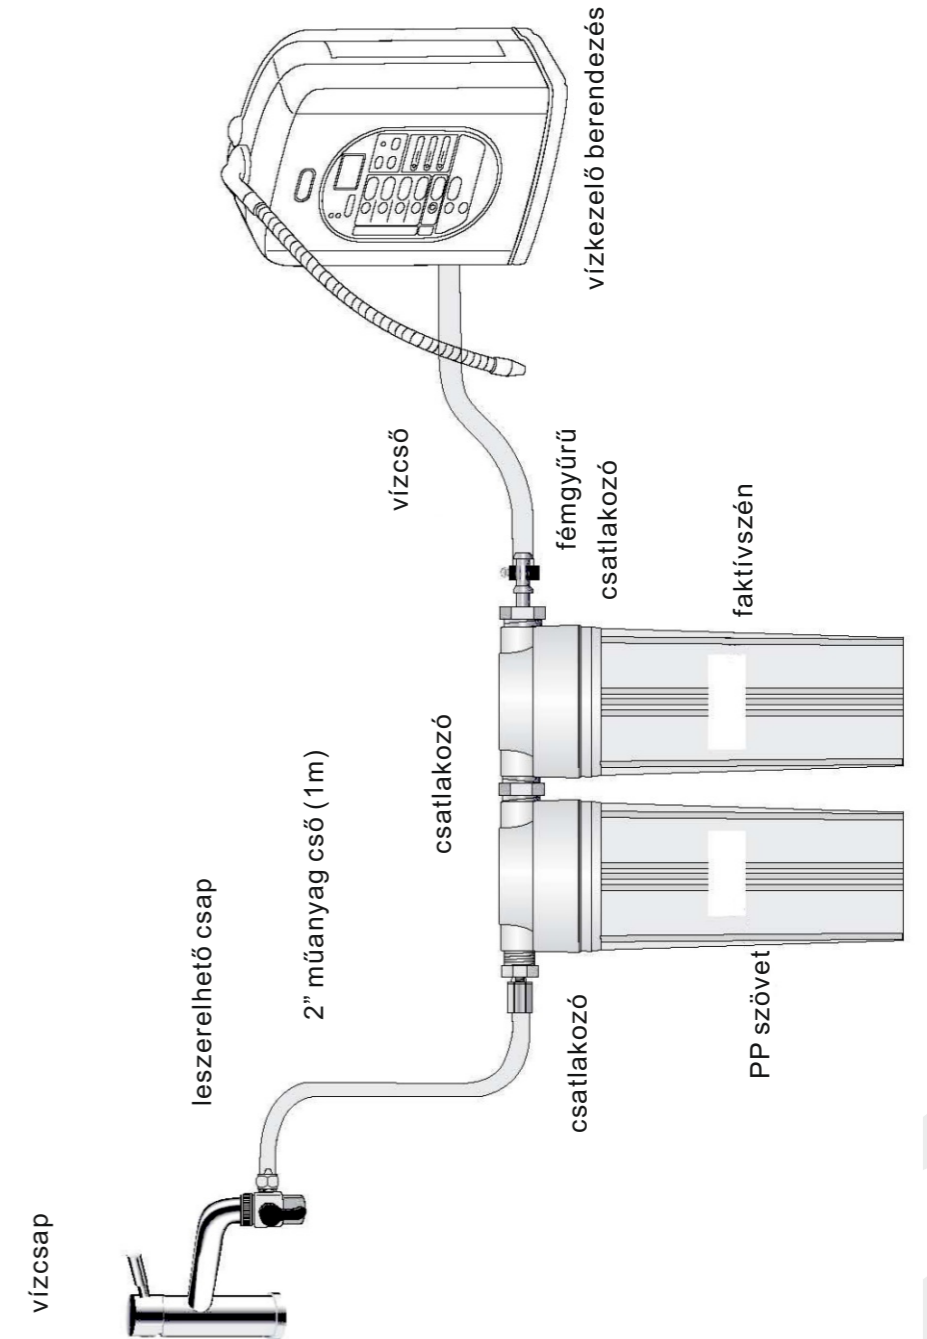 vízcsap
leszerelhető csap
2” műanyag cső (1m)
csatlakozó
PP szövet
csatlakozó
vízcső
fémgyűrű
csatlakozó
faktívszén
vízkezelő berendezés